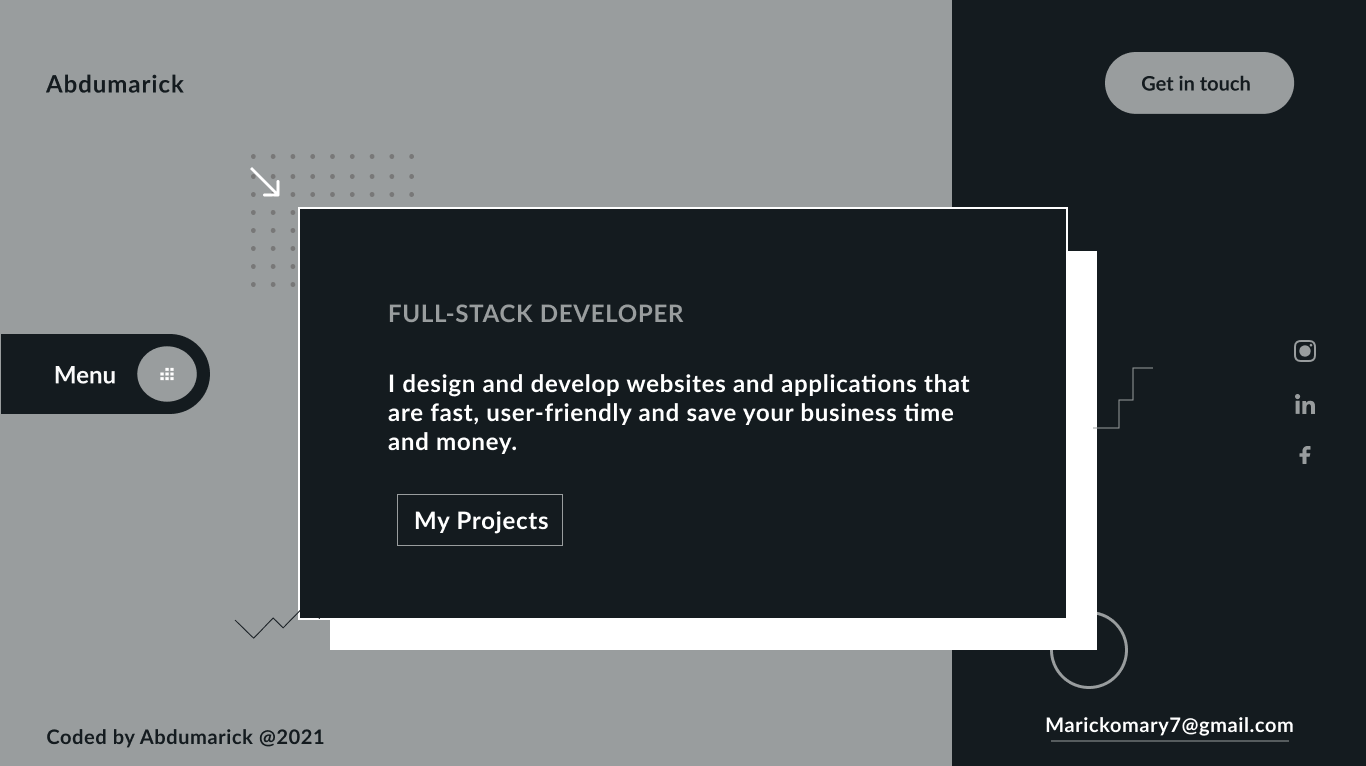 Abdumarick
Get in touch
FULL-STACK DEVELOPER
Menu
I design and develop websites and applications that
are fast, user-friendly and save your business time
and money.
My Projects
Coded by Abdumarick @2021
Marickomary7@gmail.com